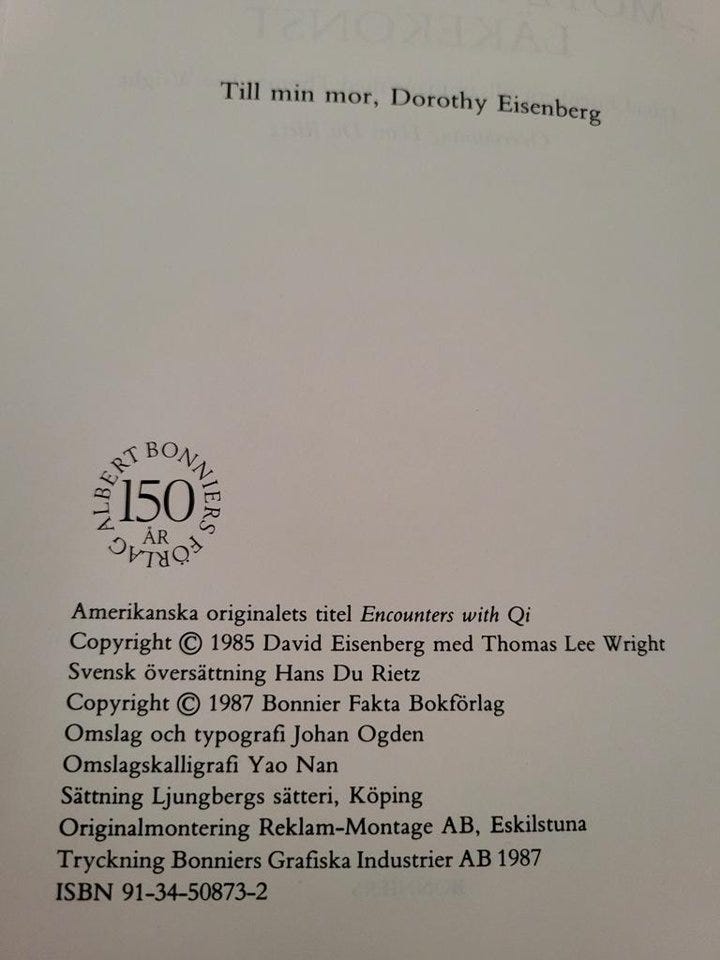 Till min mor, Dorothy Eisenberg
ALBERT BONNIERS FÖRLAG
150
ÅR
Amerikanska originalets titel Encounters with Qi
Copyright © 1985 David Eisenberg med Thomas Lee Wright
Svensk översättning Hans Du Rietz
Copyright © 1987 Bonnier Fakta Bokförlag
Omslag och typografi Johan Ogden
Omslagskalligrafi Yao Nan
Sättning Ljungbergs sätteri, Köping
Originalmontering Reklam-Montage AB, Eskilstuna
Tryckning Bonniers Grafiska Industrier AB 1987
ISBN 91-34-50873-2